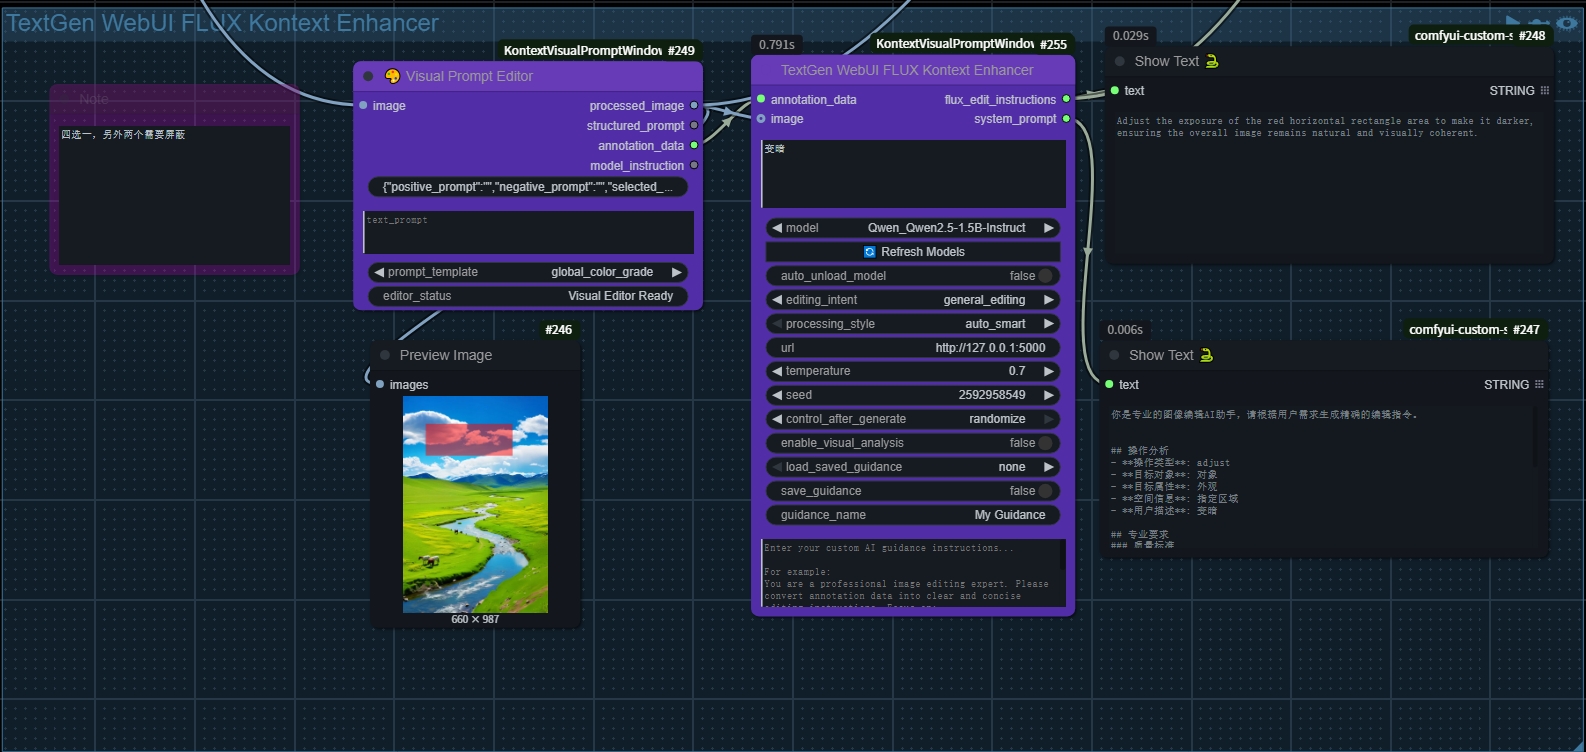 TextGen WebUI FLUX Kontext Enhancer
Note
四选一，另外两个需要屏蔽
KontextVisualPromptWindov #249
Visual Prompt Editor
image
processed_image
structured_prompt
annotation_data
model_instruction
{"positive_prompt":"","negative_prompt":"","selected_...
text_prompt
prompt_template global_color_grade
editor_status Visual Editor Ready
#246
Preview Image
images
660 × 987
0.791s
KontextVisualPromptWindov #255
TextGen WebUI FLUX Kontext Enhancer
annotation_data flux_edit_instructions
image system_prompt
变暗
model Qwen_Qwen2.5-1.5B-Instruct
Refresh Models
auto_unload_model false
editing_intent general_editing
processing_style auto_smart
url http://127.0.0.1:5000
temperature 0.7
seed 2592958549
control_after_generate randomize
enable_visual_analysis false
load_saved_guidance none
save_guidance false
guidance_name My Guidance
Enter your custom AI guidance instructions...
For example:
You are a professional image editing expert. Please
convert annotation data into clear and concise
0.029s
comfyui-custom-s #248
Show Text
text STRING
Adjust the exposure of the red horizontal rectangle area to make it darker,
ensuring the overall image remains natural and visually coherent.
0.006s
comfyui-custom-s #247
Show Text
text STRING
你是专业的图像编辑AI助手，请根据用户需求生成精确的编辑指令。
## 操作分析
- **操作类型**: adjust
- **目标对象**: 对象
- **目标属性**: 外观
- **空间信息**: 指定区域
- **用户描述**: 变暗
## 专业要求
### 质量标准